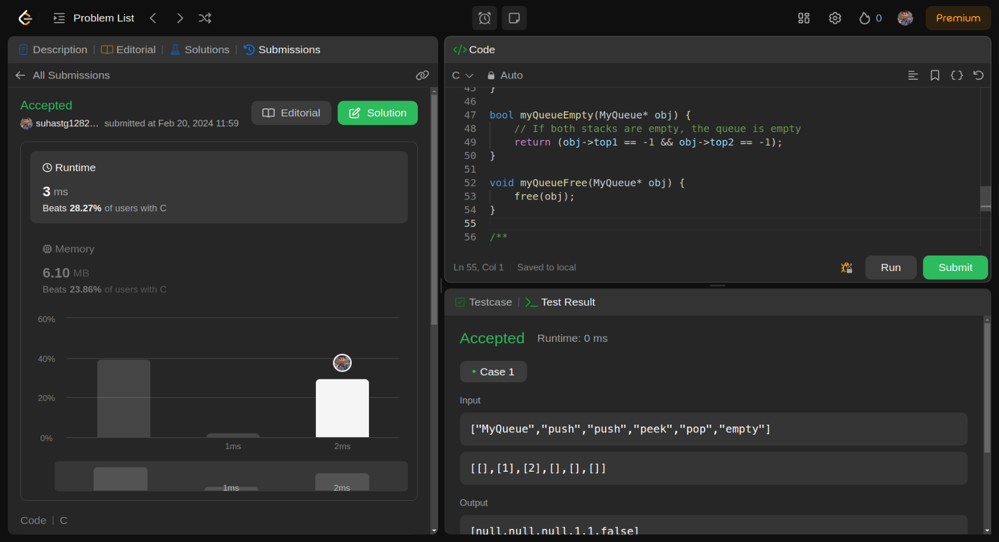 Problem List
0
Premium
Description | Editorial | Solutions | Submissions
All Submissions
Accepted
suhastg1282... submitted at Feb 20, 2024 11:59
Editorial
Solution
Runtime
3 ms
Beats 28.27% of users with C
Memory
6.10 MB
Beats 23.86% of users with C
60%
40%
20%
0%
1ms 2ms
1ms 2ms
Code | C
</> Code
C Auto
45 }
46
47 bool myQueueEmpty(MyQueue* obj) {
48 // If both stacks are empty, the queue is empty
49 return (obj->top1 == -1 && obj->top2 == -1);
50 }
51
52 void myQueueFree(MyQueue* obj) {
53 free(obj);
54 }
55
56 /**
Ln 55, Col 1 | Saved to local
Run
Submit
Testcase | >_ Test Result
Accepted Runtime: 0 ms
• Case 1
Input
["MyQueue","push","push","peek","pop","empty"]
[[],[1],[2],[],[],[]]
Output
[null,null,null,1,1,false]